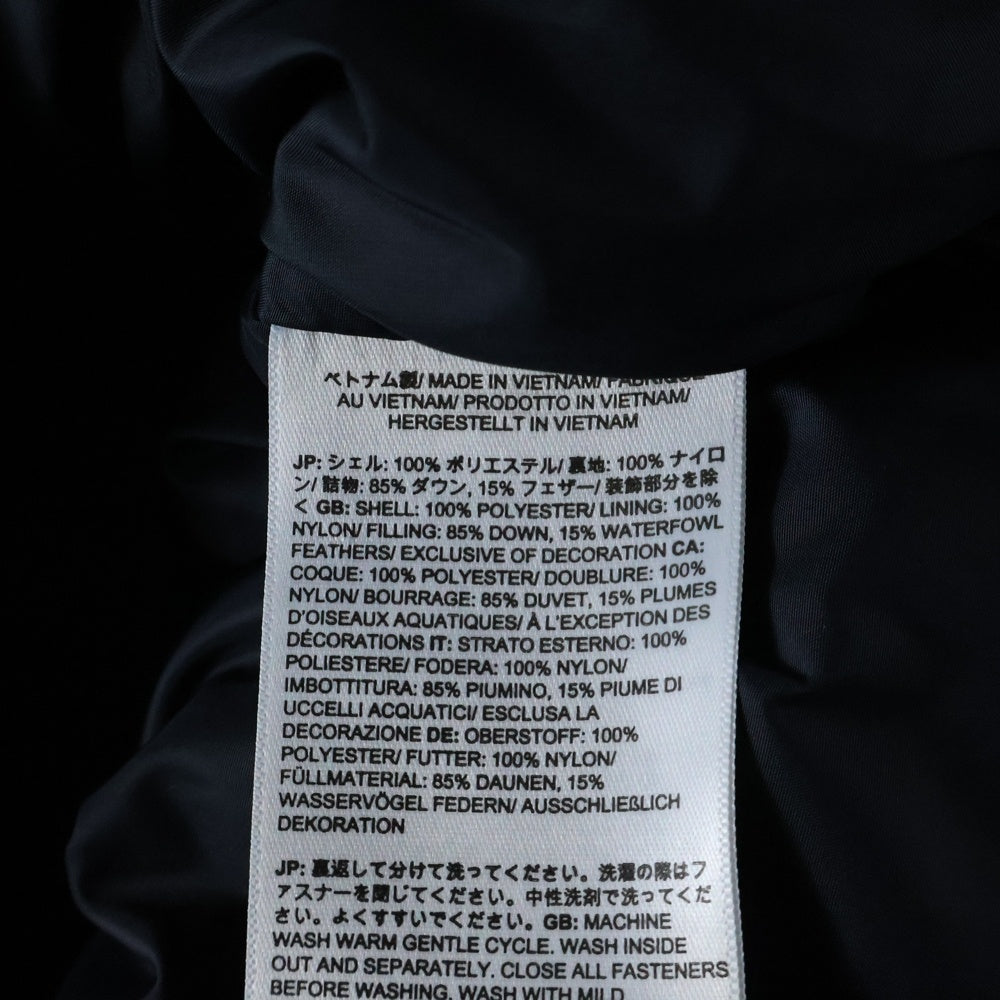 ベトナム製/ MADE IN VIETNAM/ FABRIQUÉ
AU VIETNAM/ PRODOTTO IN VIETNAM/
HERGESTELLT IN VIETNAM
JP: シェル: 100% ポリエステル/ 裏地: 100% ナイロ
ン/ 詰物: 85% ダウン, 15% フェザー/ 装飾部分を除
く GB: SHELL: 100% POLYESTER/ LINING: 100%
NYLON/ FILLING: 85% DOWN, 15% WATERFOWL
FEATHERS/ EXCLUSIVE OF DECORATION CA:
COQUE: 100% POLYESTER/ DOUBLURE: 100%
NYLON/ BOURRAGE: 85% DUVET, 15% PLUMES
D'OISEAUX AQUATIQUES/ À L'EXCEPTION DES
DÉCORATIONS IT: STRATO ESTERNO: 100%
POLIESTERE/ FODERA: 100% NYLON/
IMBOTTITURA: 85% PIUMINO, 15% PIUME DI
UCCELLI ACQUATICI/ ESCLUSA LA
DECORAZIONE DE: OBERSTOFF: 100%
POLYESTER/ FUTTER: 100% NYLON/
FÜLLMATERIAL: 85% DAUNEN, 15%
WASSERVÖGEL FEDERN/ AUSSCHLIEßLICH
DEKORATION
JP: 裏返して分けて洗ってください。洗濯の際はフ
ァスナーを閉じてください。中性洗剤で洗ってくだ
さい。よくすすいでください。GB: MACHINE
WASH WARM GENTLE CYCLE. WASH INSIDE
OUT AND SEPARATELY. CLOSE ALL FASTENERS
BEFORE WASHING. WASH WITH MILD